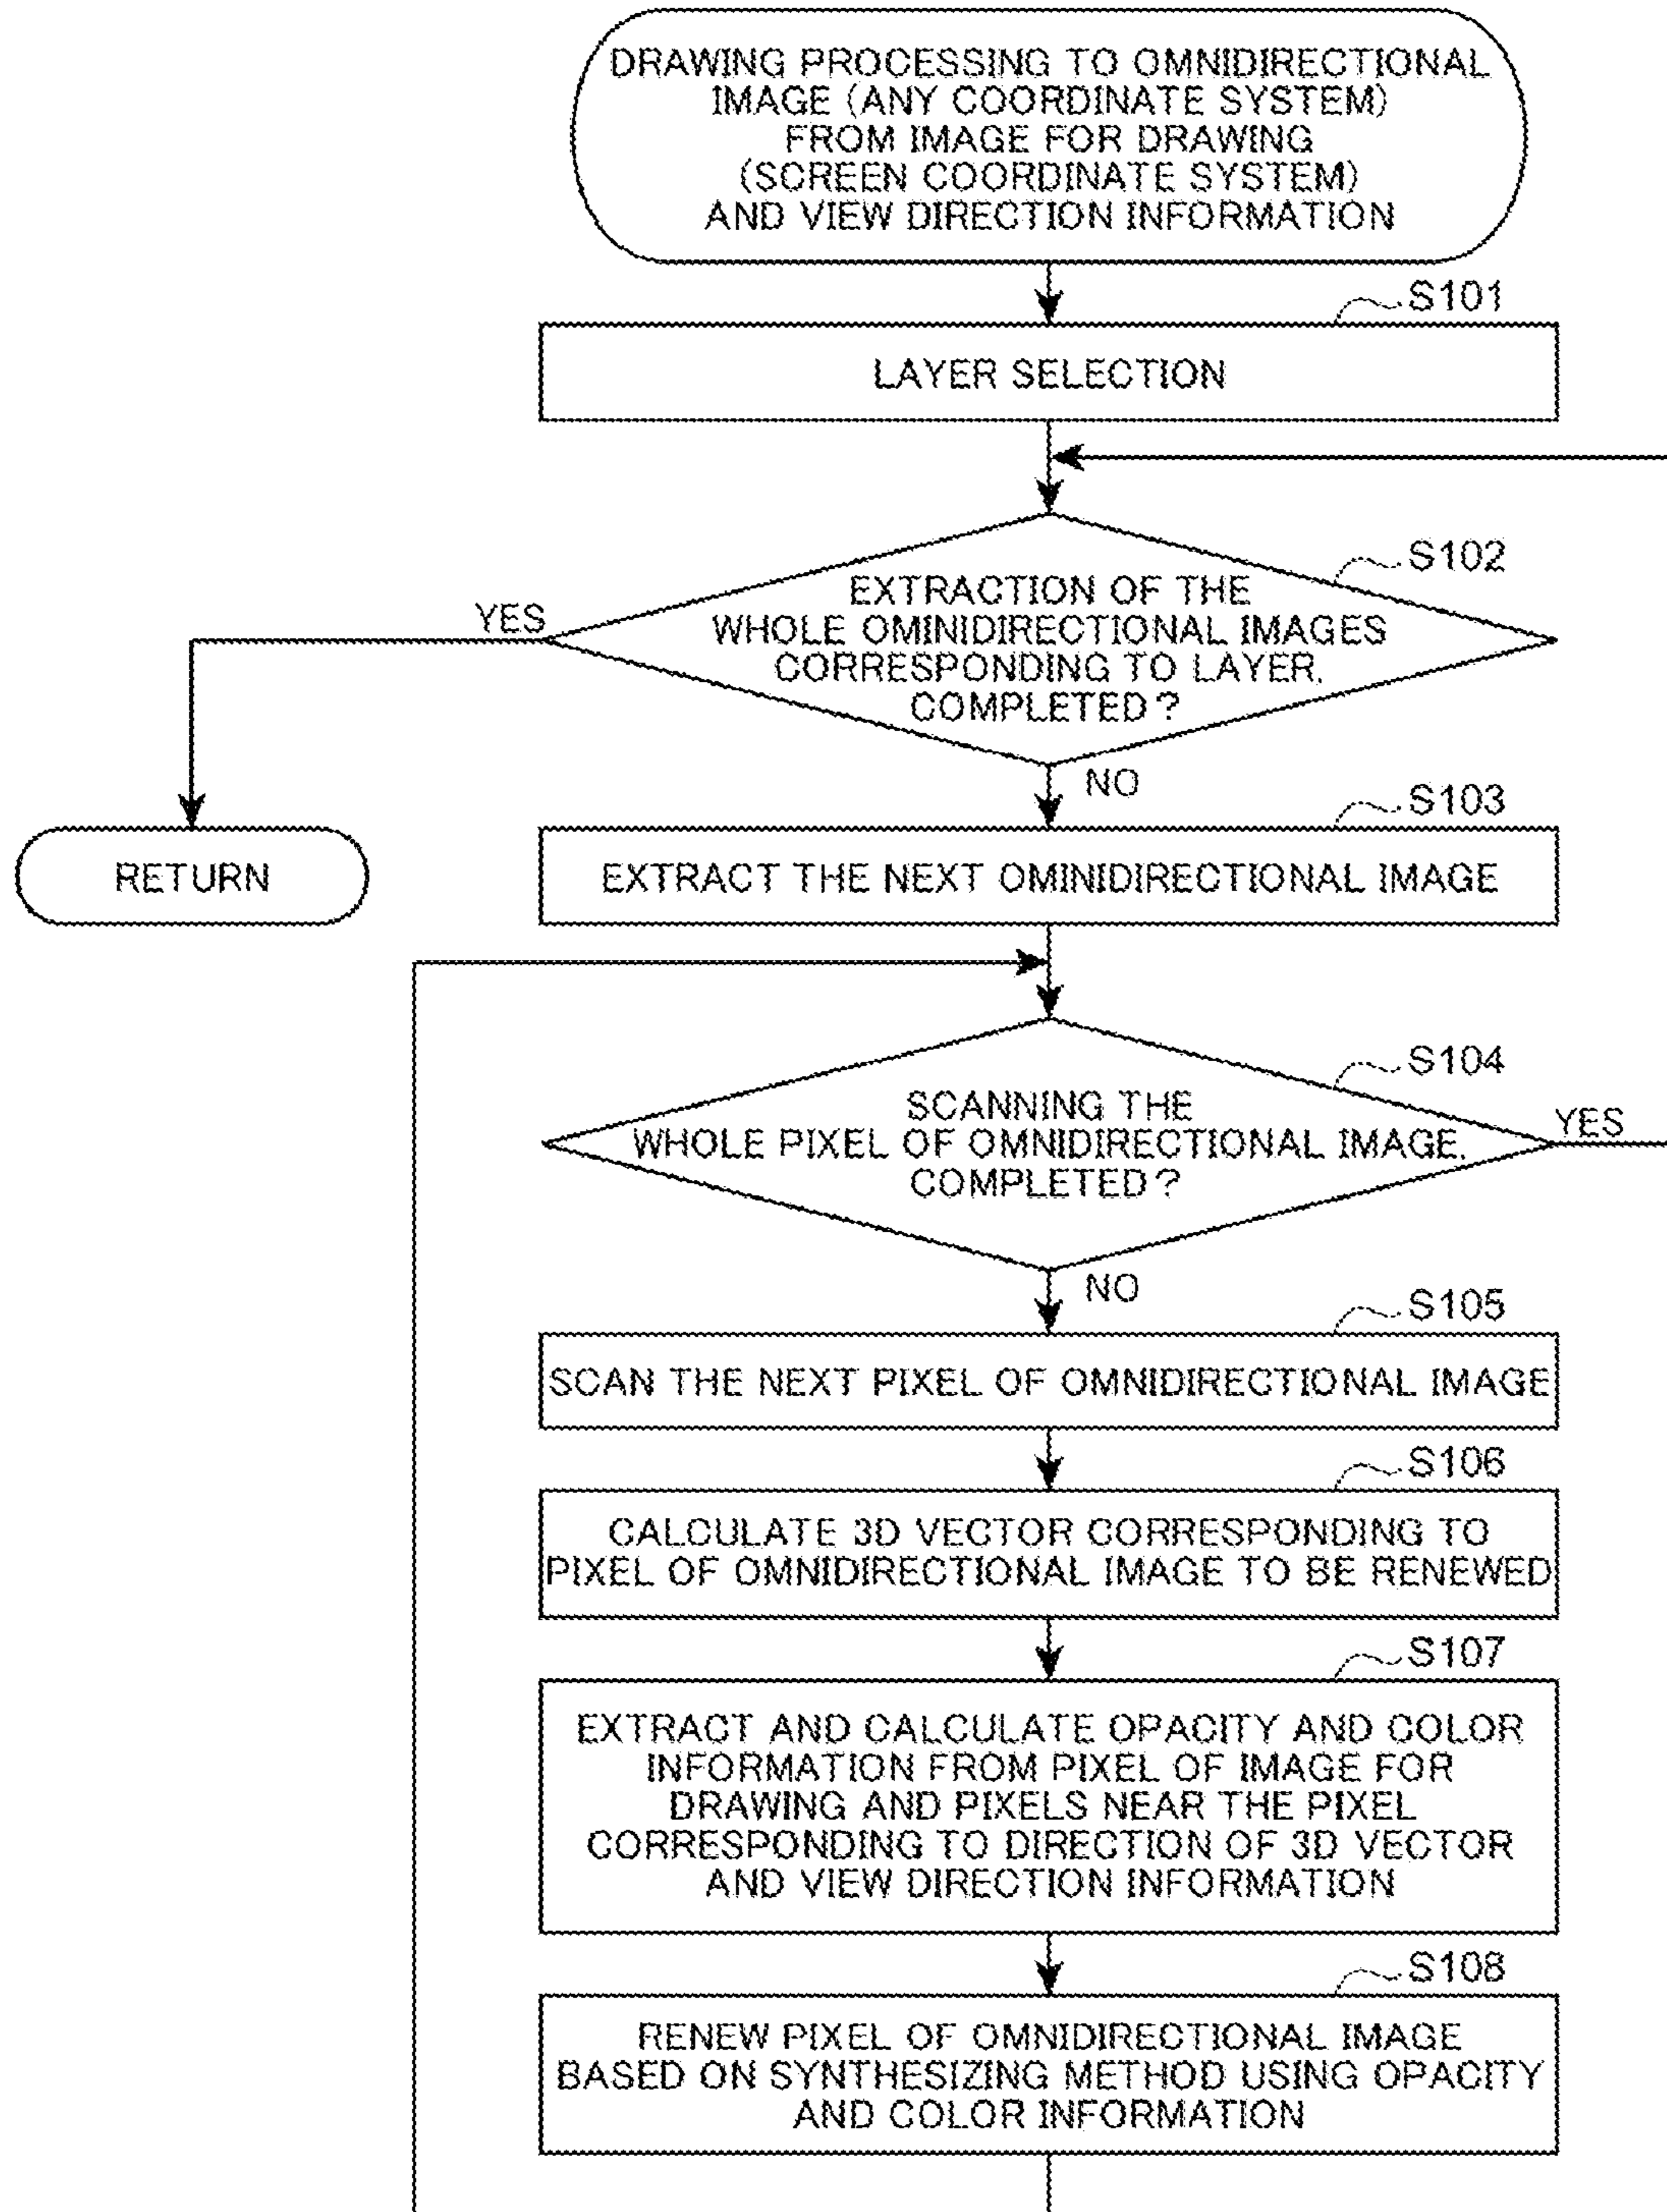 DRAWING PROCESSING TO OMNIDIRECTIONAL
IMAGE (ANY COORDINATE SYSTEM)
FROM IMAGE FOR DRAWING
(SCREEN COORDINATE SYSTEM)
AND VIEW DIRECTION INFORMATION
S101
LAYER SELECTION
S102
EXTRACTION OF THE
WHOLE OMINIDIRECTIONAL IMAGES
CORRESPONDING TO LAYER.
COMPLETED?
YES
NO
RETURN
S103
EXTRACT THE NEXT OMINIDIRECTIONAL IMAGE
S104
SCANNING THE
WHOLE PIXEL OF OMNIDIRECTIONAL IMAGE.
COMPLETED?
YES
NO
S105
SCAN THE NEXT PIXEL OF OMNIDIRECTIONAL IMAGE
S106
CALCULATE 3D VECTOR CORRESPONDING TO
PIXEL OF OMNIDIRECTIONAL IMAGE TO BE RENEWED
S107
EXTRACT AND CALCULATE OPACITY AND COLOR
INFORMATION FROM PIXEL OF IMAGE FOR
DRAWING AND PIXELS NEAR THE PIXEL
CORRESPONDING TO DIRECTION OF 3D VECTOR
AND VIEW DIRECTION INFORMATION
S108
RENEW PIXEL OF OMNIDIRECTIONAL IMAGE
BASED ON SYNTHESIZING METHOD USING OPACITY
AND COLOR INFORMATION